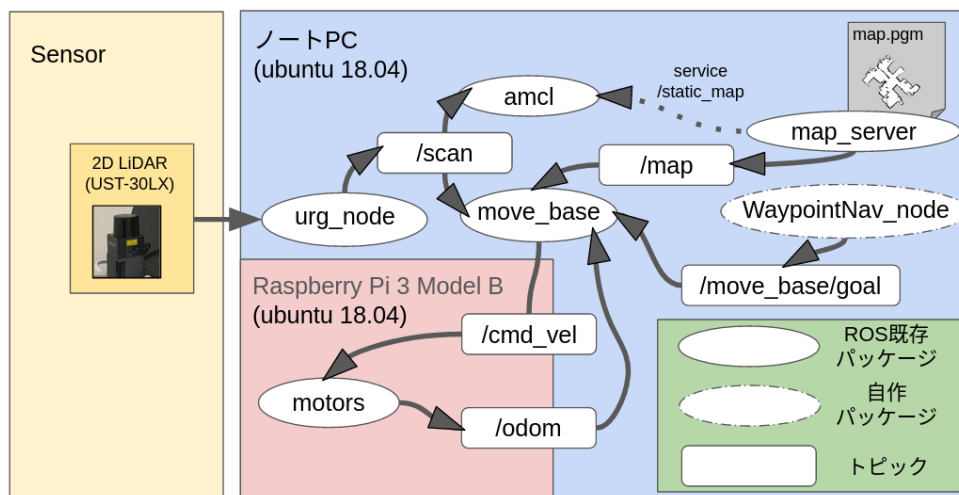 Sensor
2D LiDAR
(UST-30LX)
ノートPC
(ubuntu 18.04)
amcl
service
/static_map
map.pgm
map_server
/scan
/map
urg_node
move_base
WaypointNav_node
/move_base/goal
Raspberry Pi 3 Model B
(ubuntu 18.04)
/cmd_vel
motors
/odom
ROS既存
パッケージ
自作
パッケージ
トピック